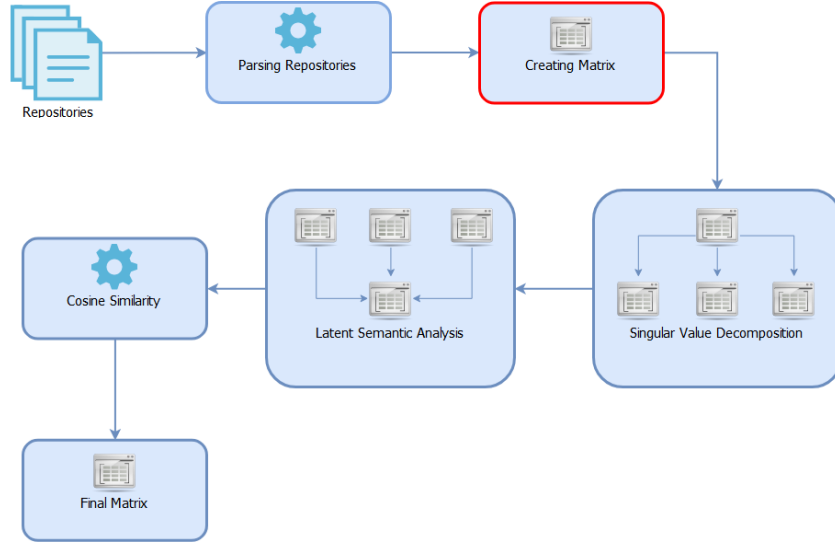 Repositories
Parsing Repositories
Creating Matrix
Singular Value Decomposition
Latent Semantic Analysis
Cosine Similarity
Final Matrix